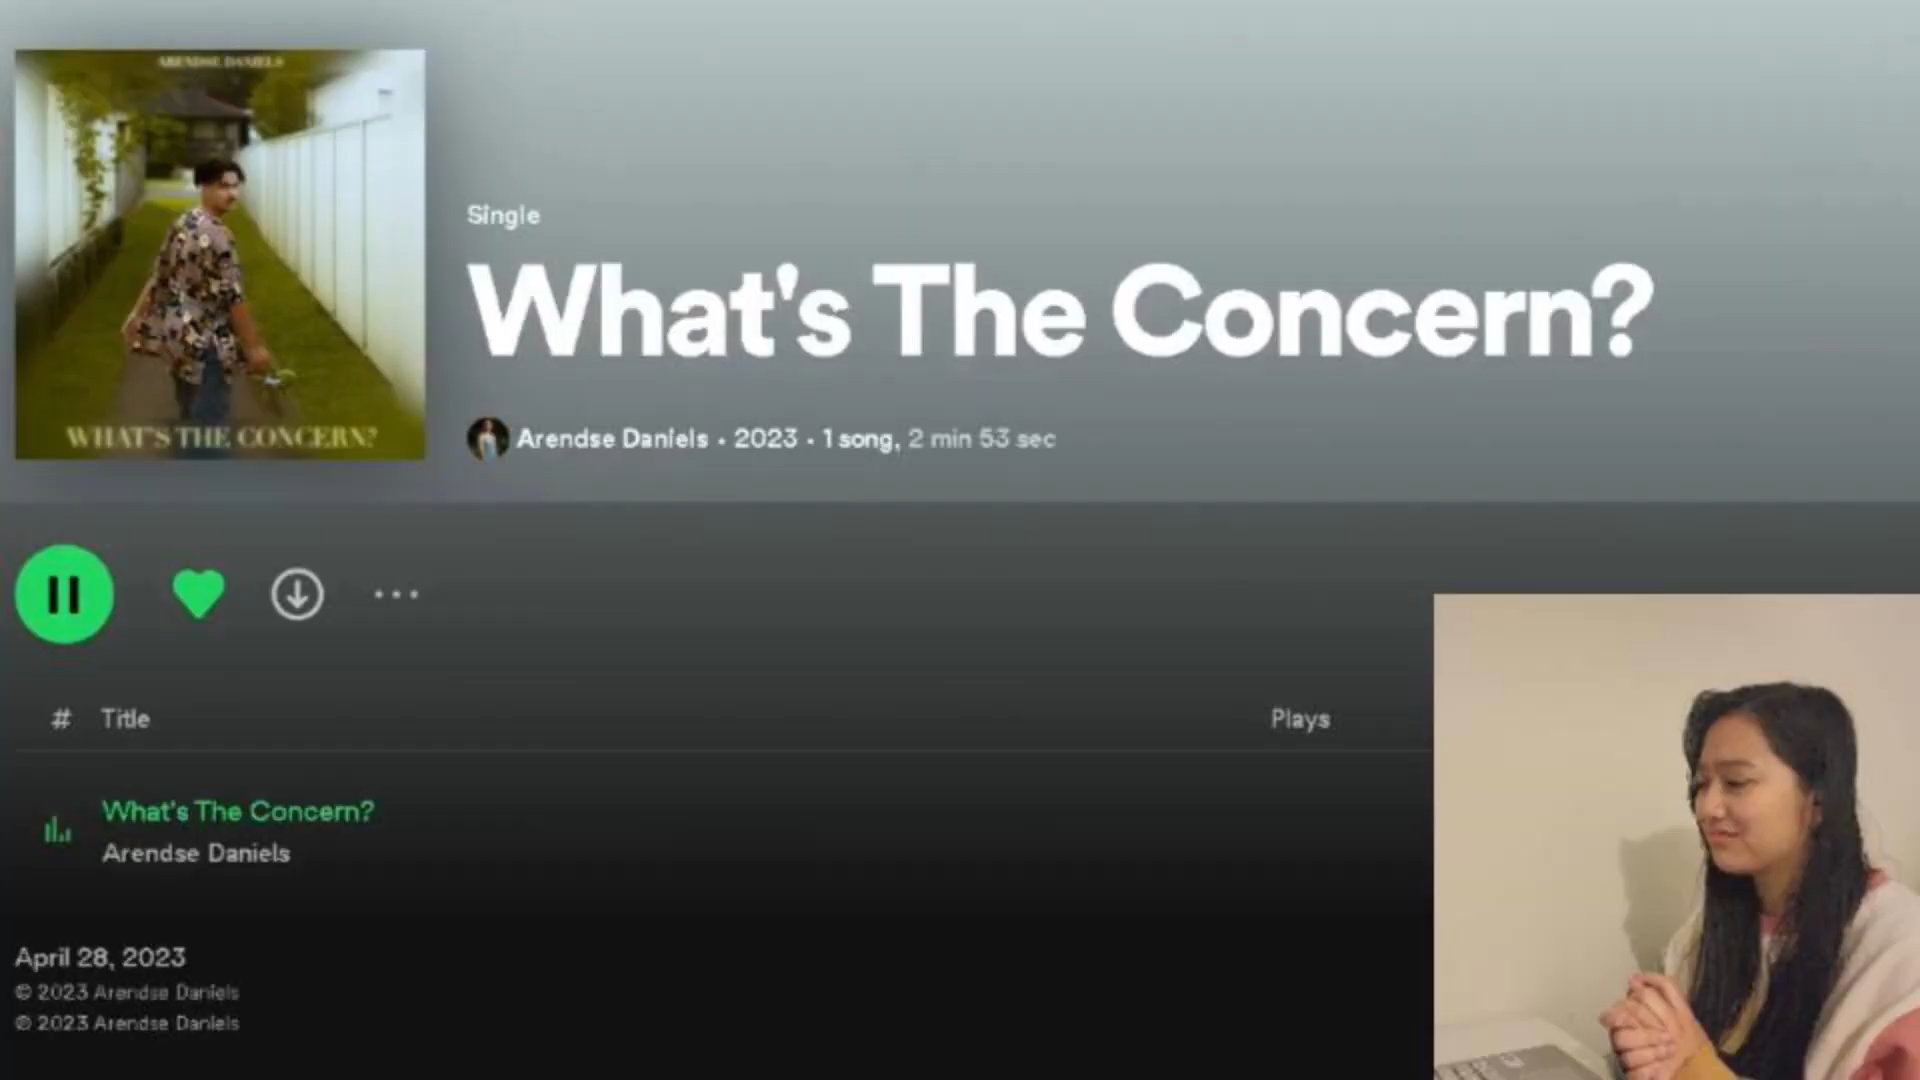 ARENDSE DANIELS
WHAT'S THE CONCERN?
Single
What's The Concern?
Arendse Daniels • 2023 • 1 song, 2 min 53 sec
# Title Plays
What's The Concern?
Arendse Daniels
April 28, 2023
© 2023 Arendse Daniels
℗ 2023 Arendse Daniels